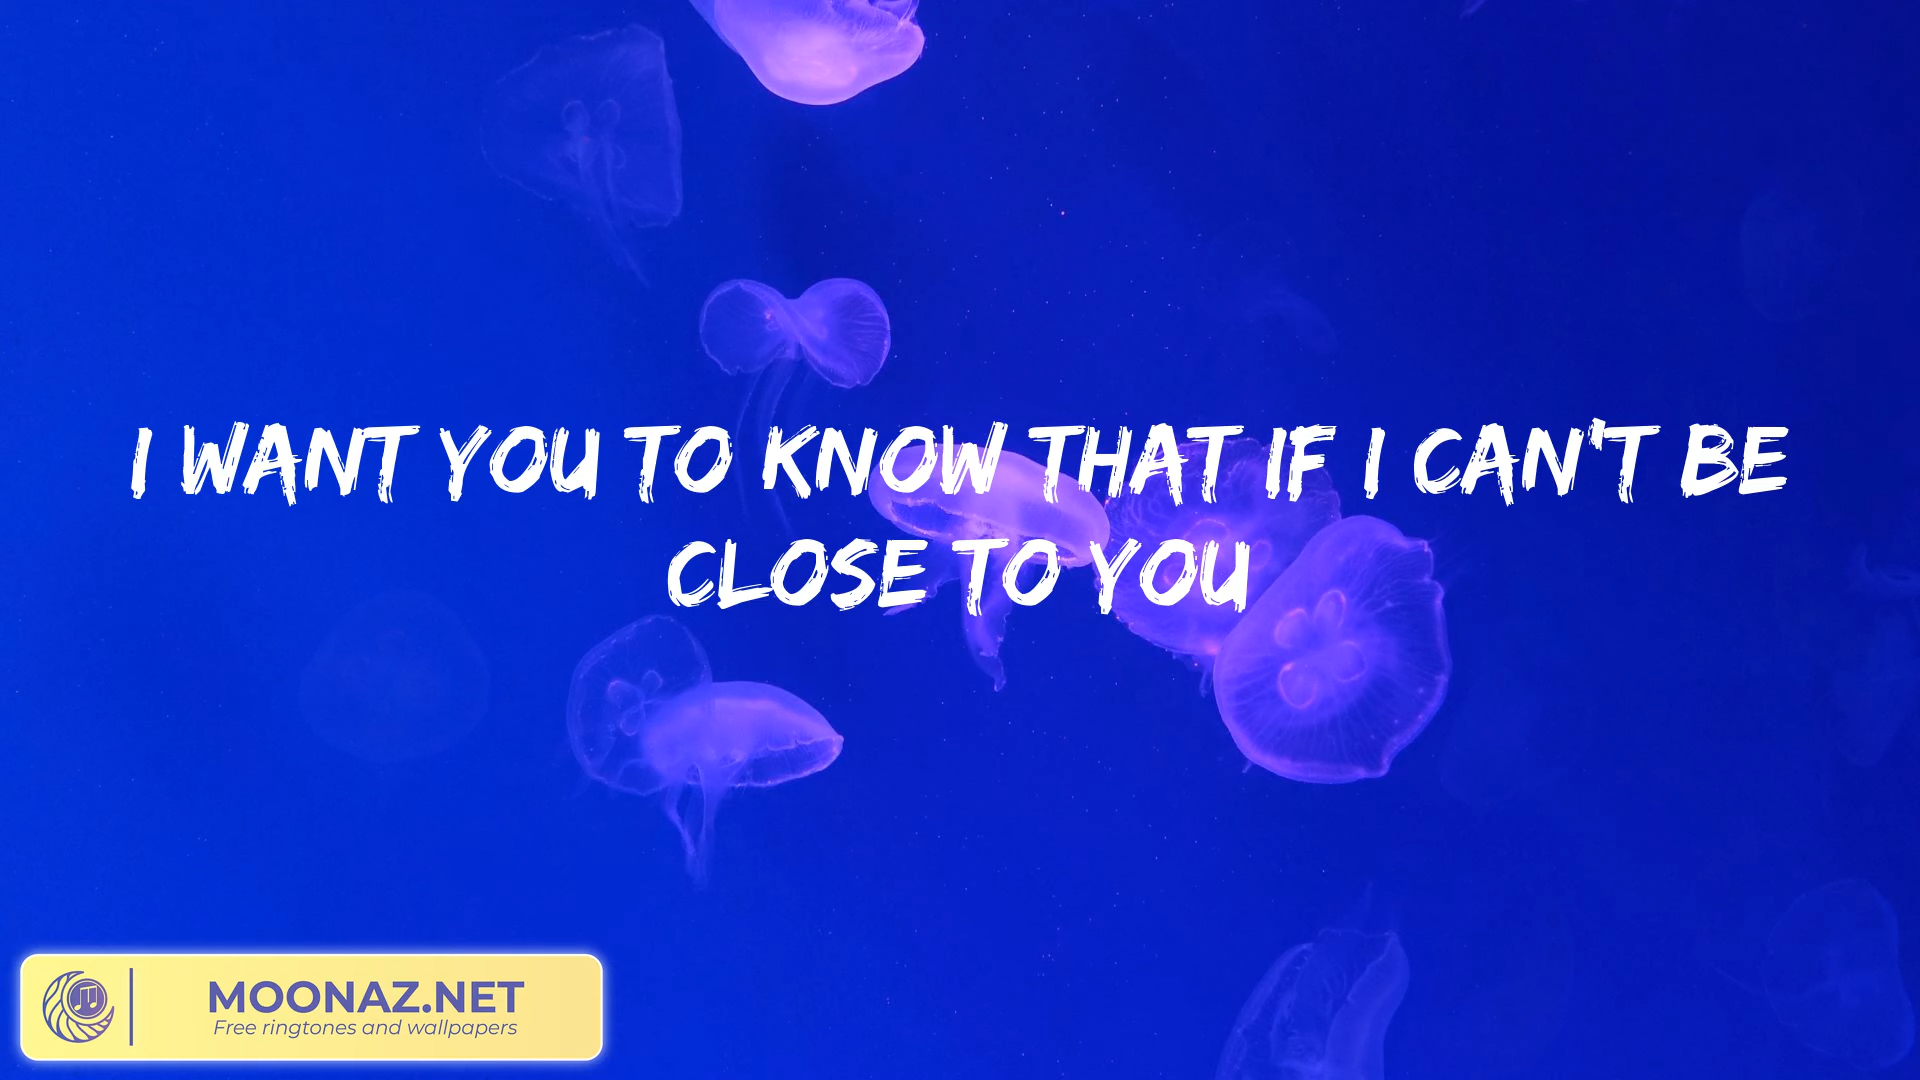 I WANT YOU TO KNOW THAT IF I CAN'T BE
CLOSE TO YOU
MOONAZ.NET
Free ringtones and wallpapers